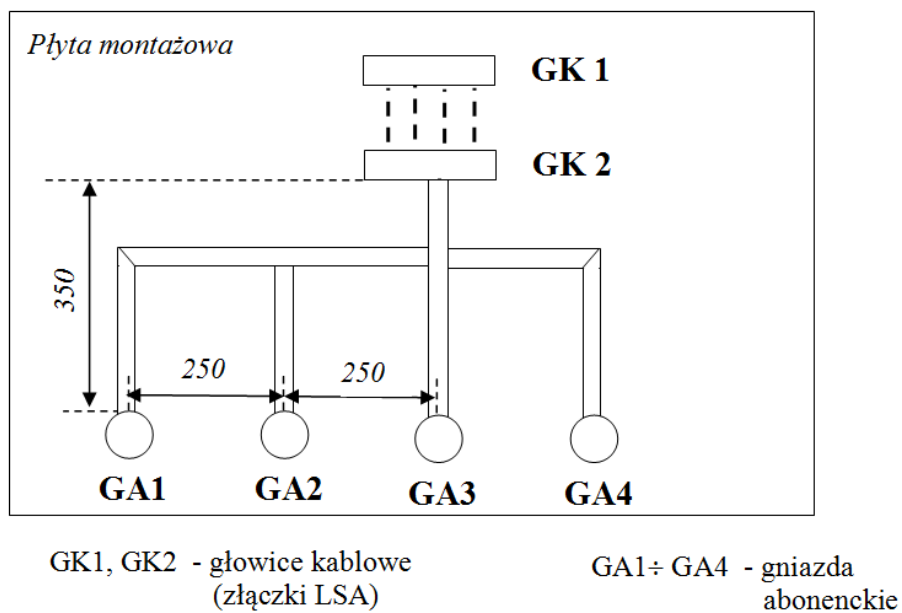 Płyta montażowa
GK 1
GK 2
350
250
250
GA1
GA2
GA3
GA4
GK1, GK2 - głowice kablowe
(złączki LSA)
GA1÷ GA4 - gniazda
abonenckie